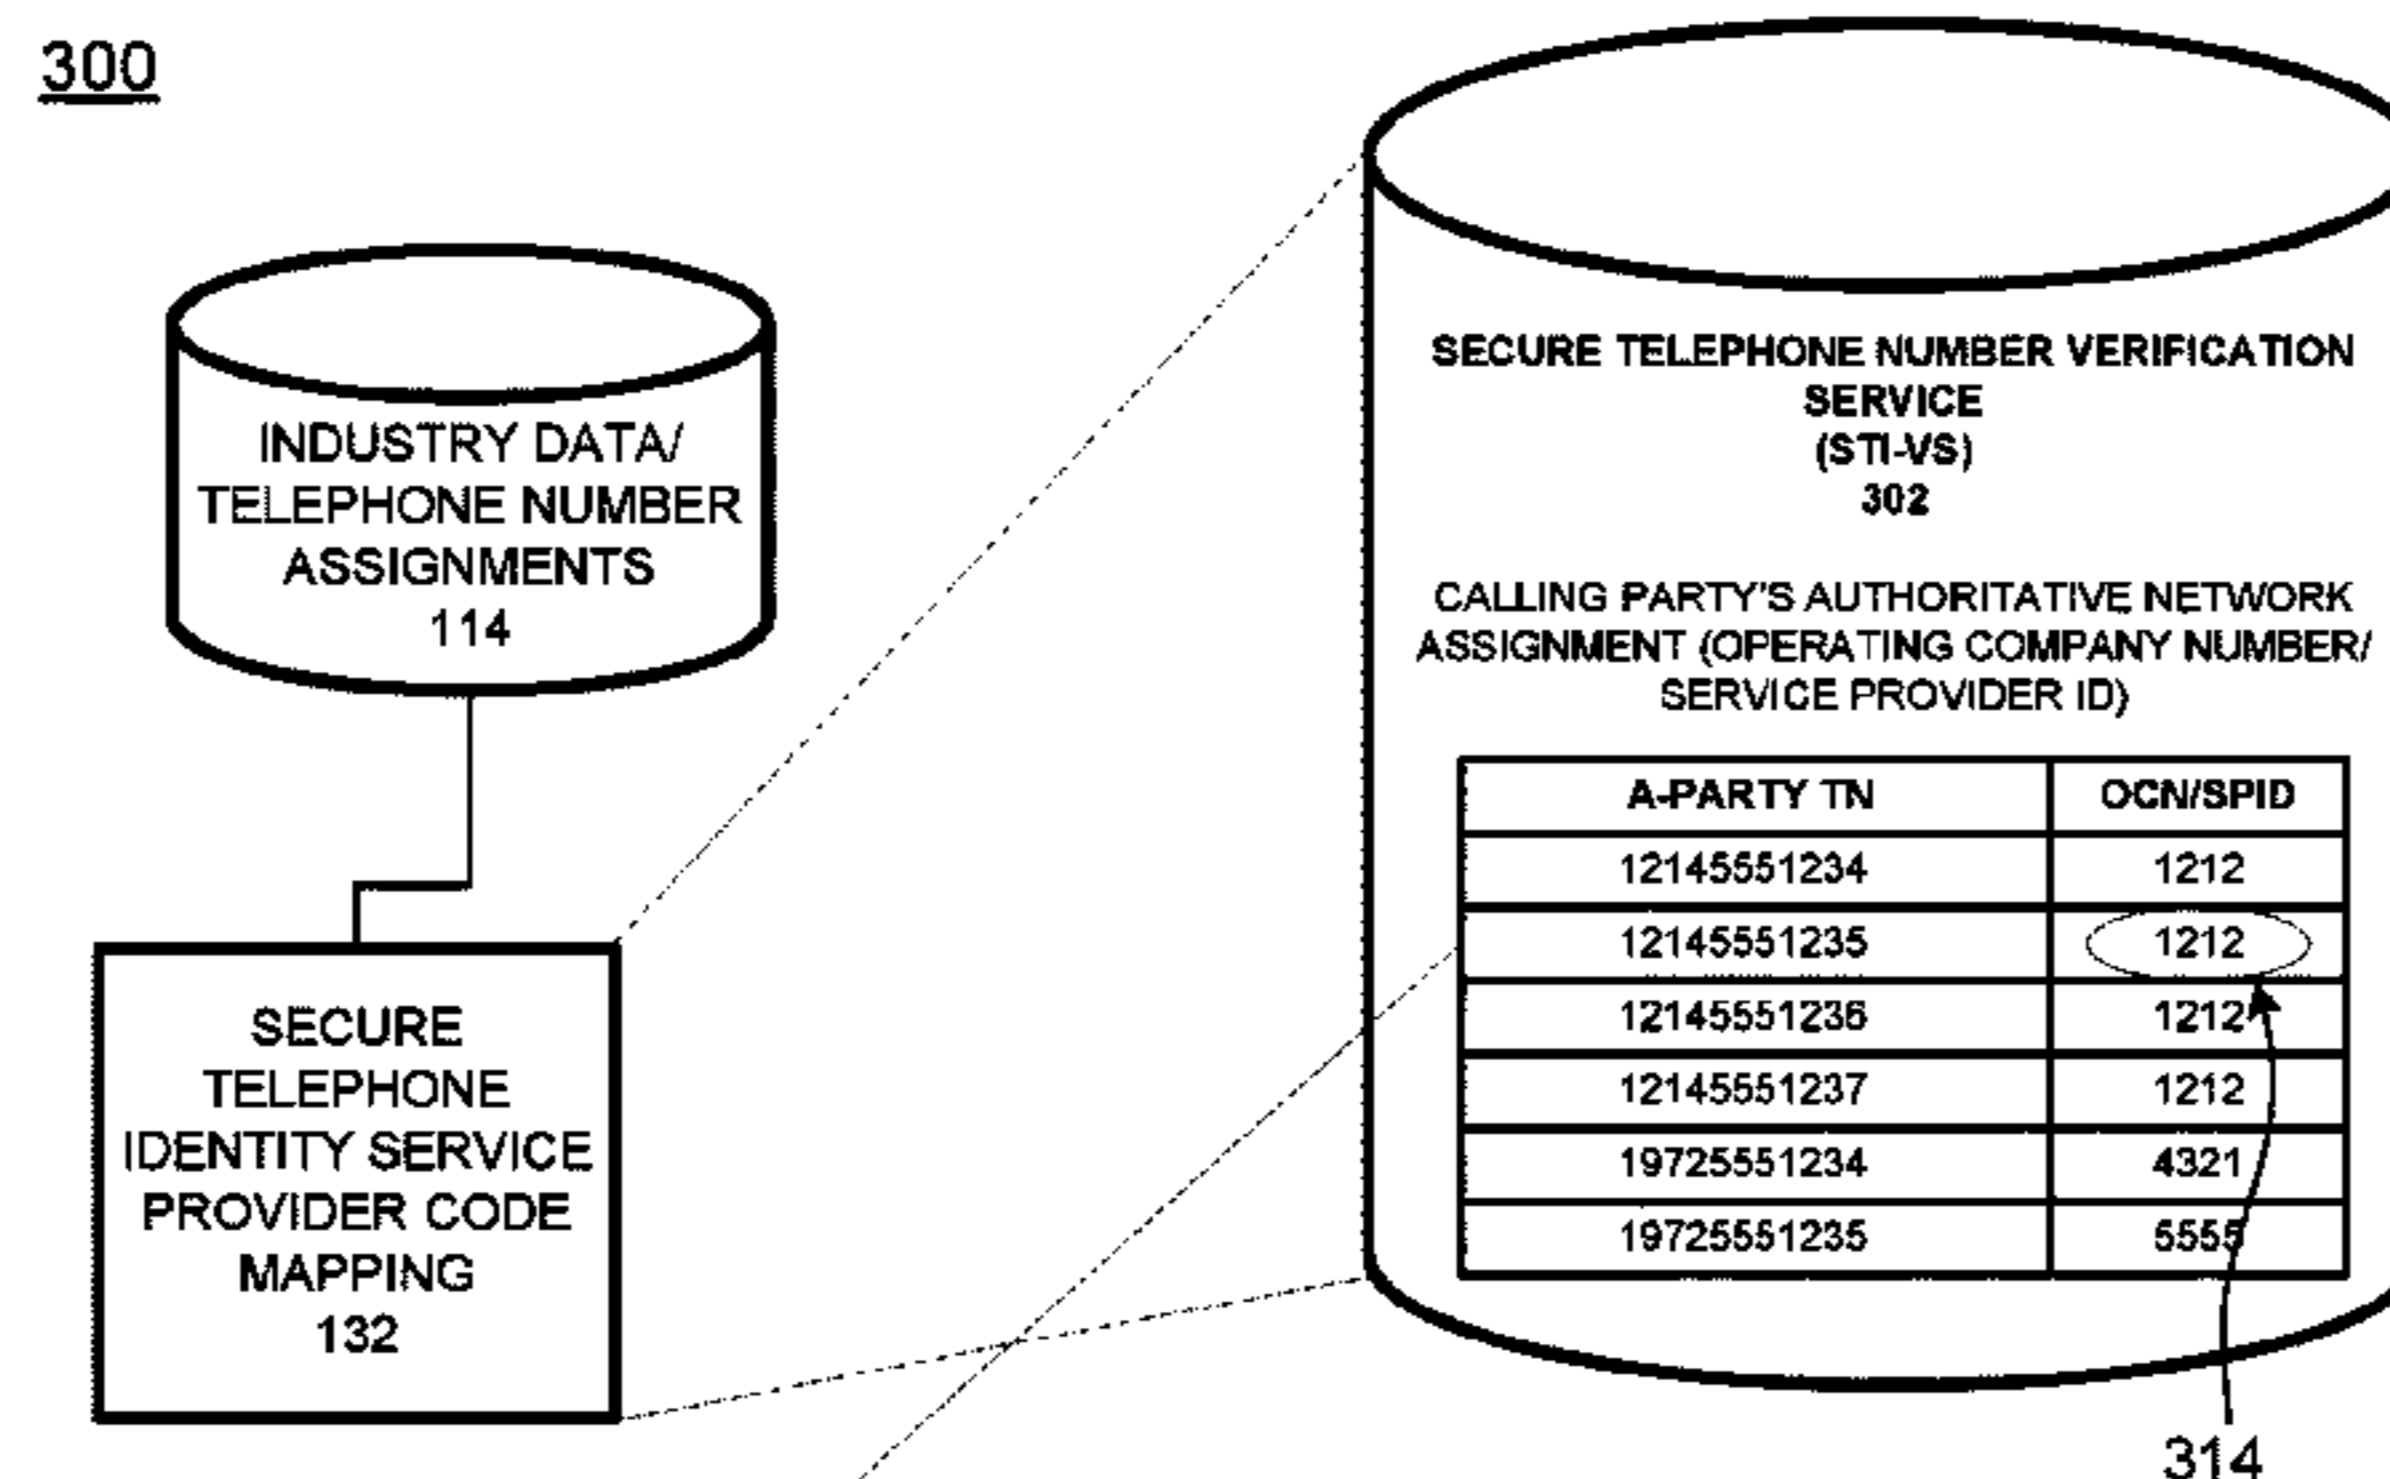 300
INDUSTRY DATA/
TELEPHONE NUMBER
ASSIGNMENTS
114
SECURE
TELEPHONE
IDENTITY SERVICE
PROVIDER CODE
MAPPING
132
SECURE TELEPHONE NUMBER VERIFICATION
SERVICE
(STI-VS)
302
CALLING PARTY'S AUTHORITATIVE NETWORK
ASSIGNMENT (OPERATING COMPANY NUMBER/
SERVICE PROVIDER ID)
A-PARTY TN OCN/SPID
12145551234 1212
12145551235 1212
12145551236 1212
12145551237 1212
19725551234 4321
19725551235 5555
314